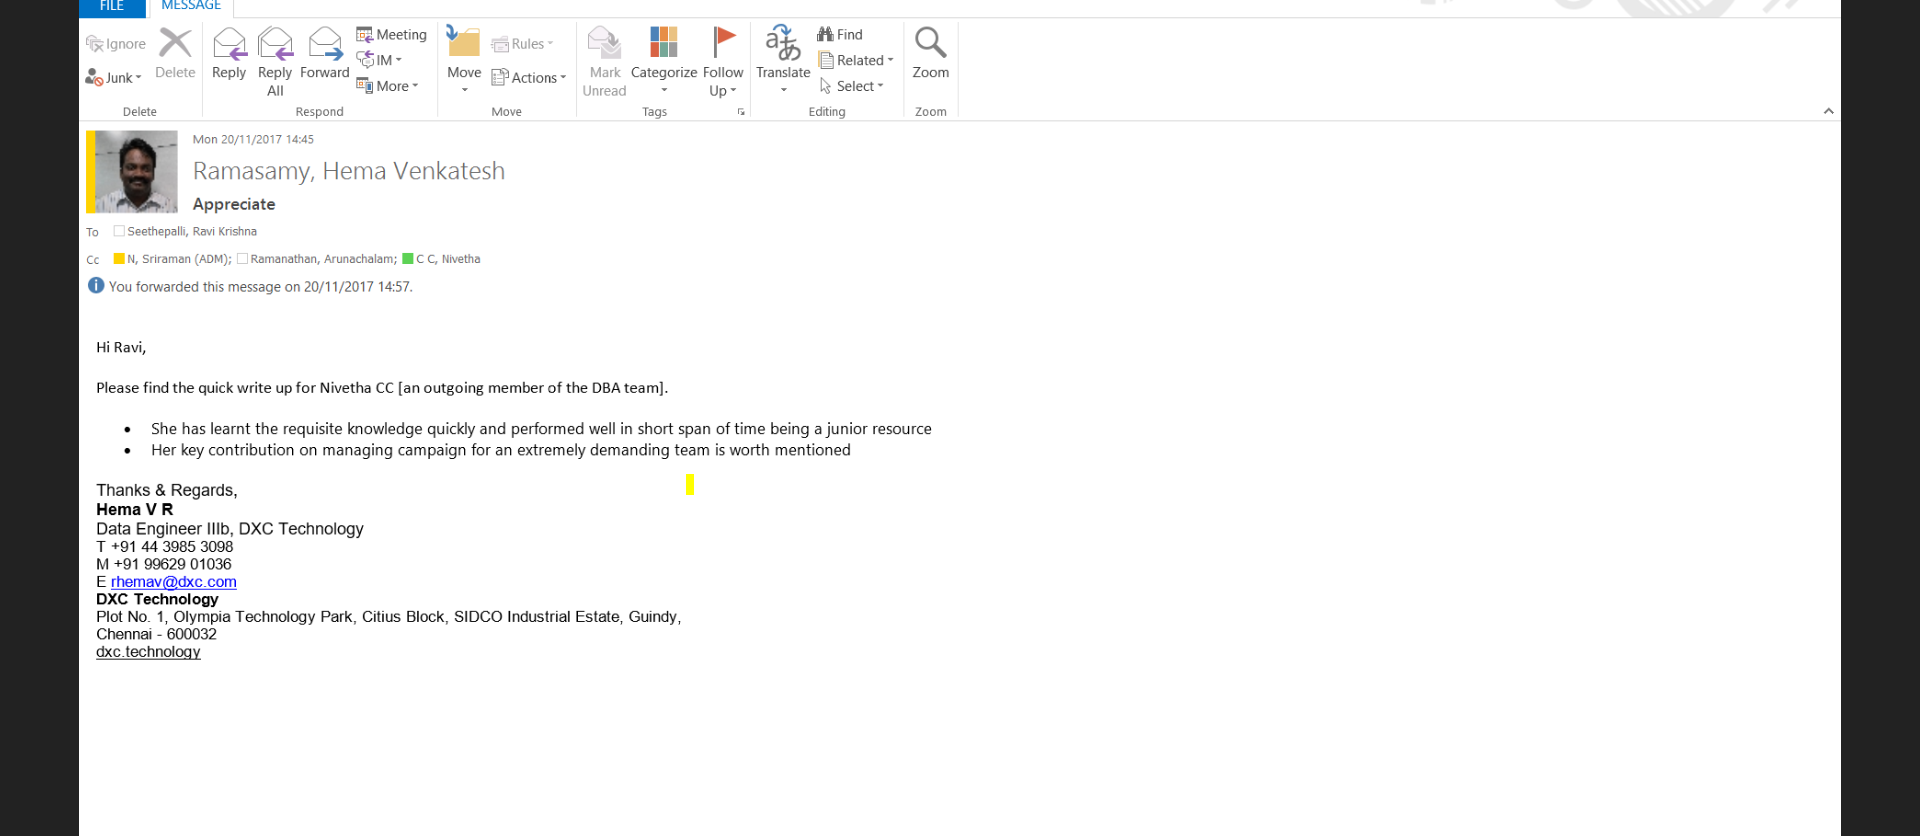 FILE MESSAGE
Ignore
Junk
Delete
Delete
Reply
Reply All
Forward
Meeting
IM
More
Respond
Move
Rules
Actions
Move
Mark Unread
Categorize
Follow Up
Tags
Translate
Find
Related
Select
Editing
Zoom
Zoom
Mon 20/11/2017 14:45
Ramasamy, Hema Venkatesh
Appreciate
To Seethepalli, Ravi Krishna
Cc N, Sriraman (ADM); Ramanathan, Arunachalam; C C, Nivetha
You forwarded this message on 20/11/2017 14:57.
Hi Ravi,
Please find the quick write up for Nivetha CC [an outgoing member of the DBA team].
• She has learnt the requisite knowledge quickly and performed well in short span of time being a junior resource
• Her key contribution on managing campaign for an extremely demanding team is worth mentioned
Thanks & Regards,
Hema V R
Data Engineer IIIb, DXC Technology
T +91 44 3985 3098
M +91 99629 01036
E rhemav@dxc.com
DXC Technology
Plot No. 1, Olympia Technology Park, Citius Block, SIDCO Industrial Estate, Guindy,
Chennai - 600032
dxc.technology